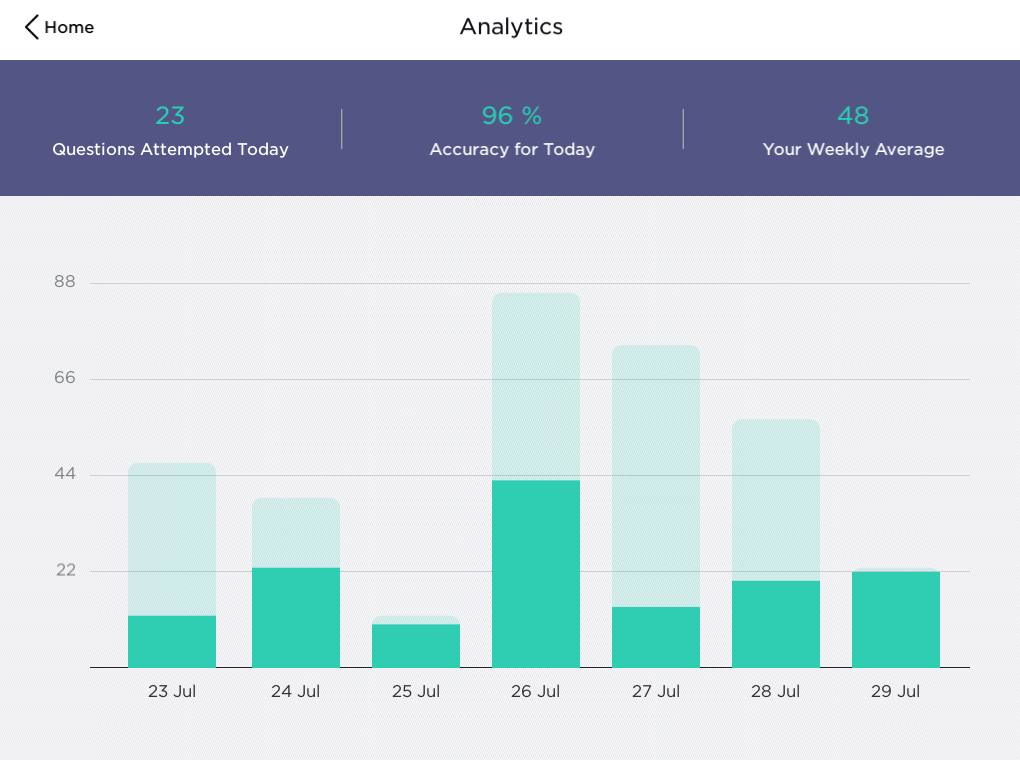 Home
Analytics
23
96 %
48
Questions Attempted Today
Accuracy for Today
Your Weekly Average
88
66
44
22
23 Jul
24 Jul
25 Jul
26 Jul
27 Jul
28 Jul
29 Jul